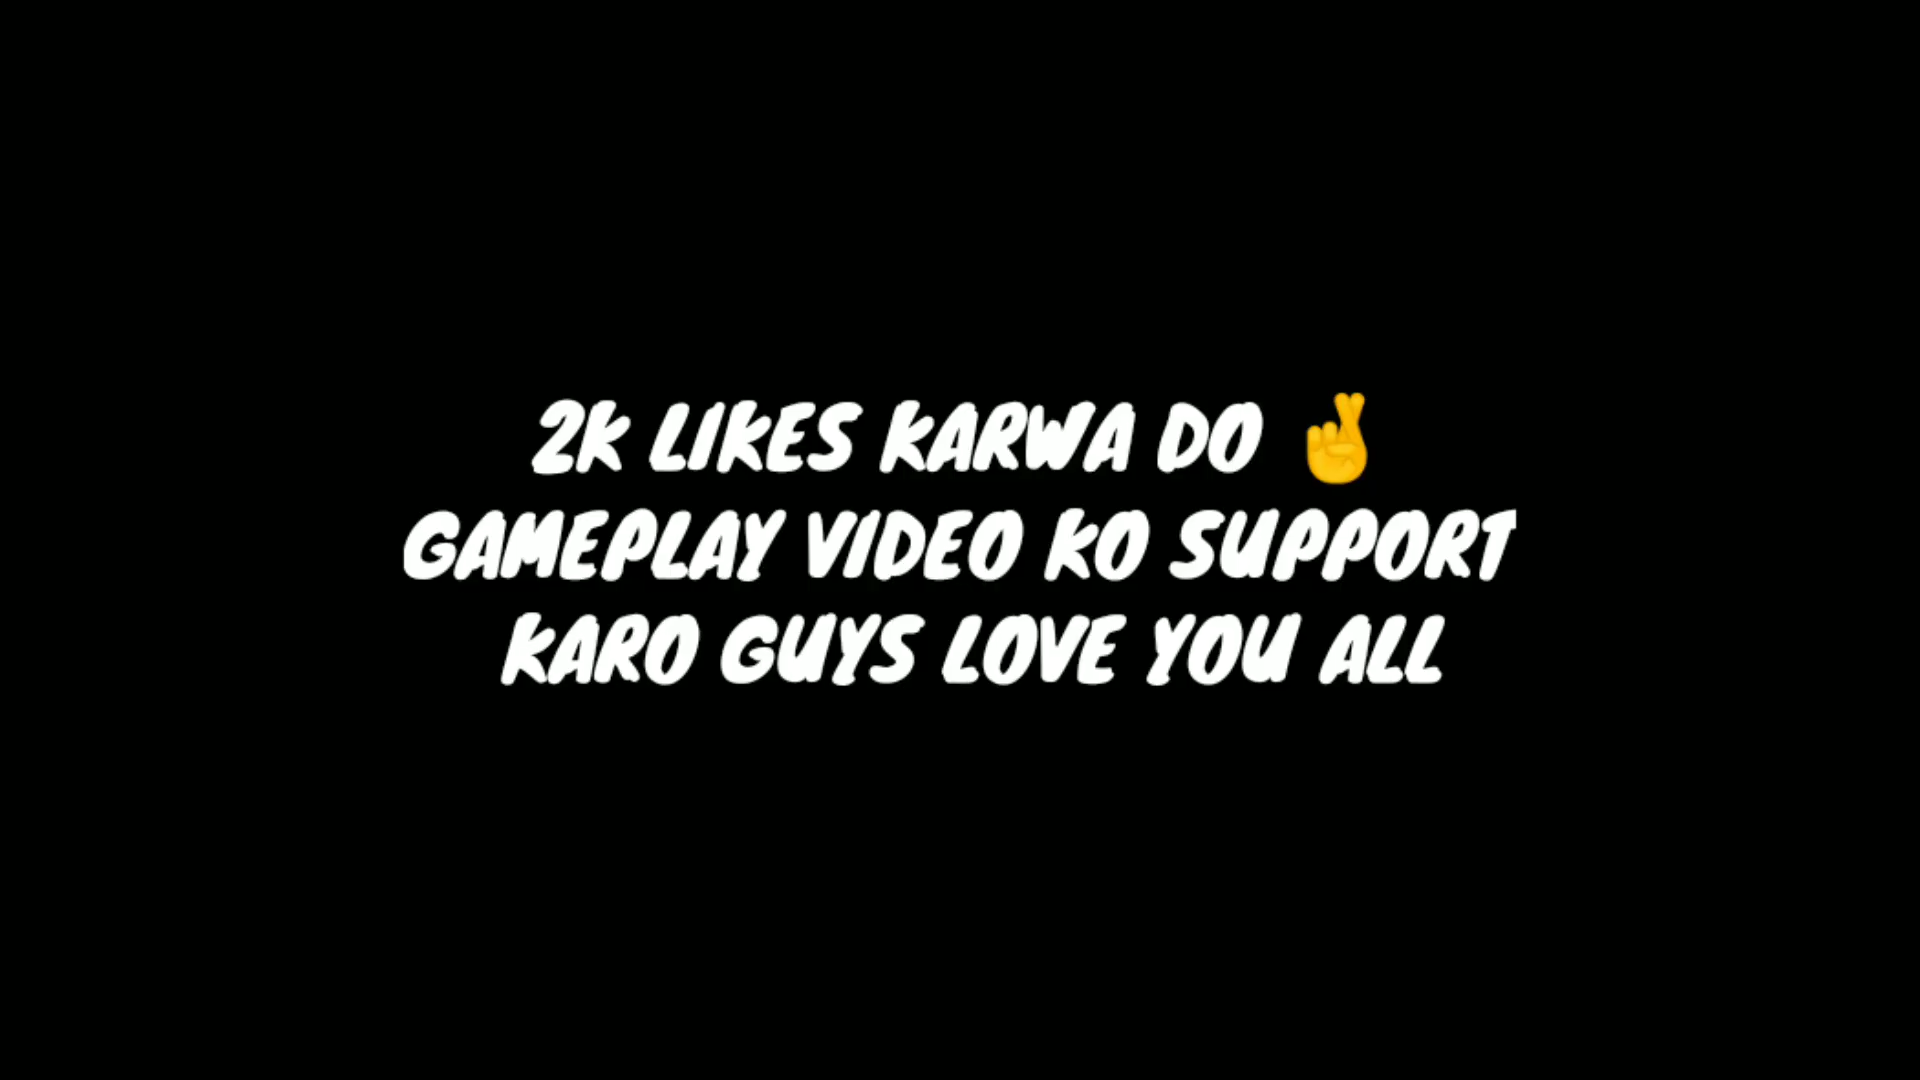 2K LIKES KARWA DO 🤞
GAMEPLAY VIDEO KO SUPPORT
KARO GUYS LOVE YOU ALL